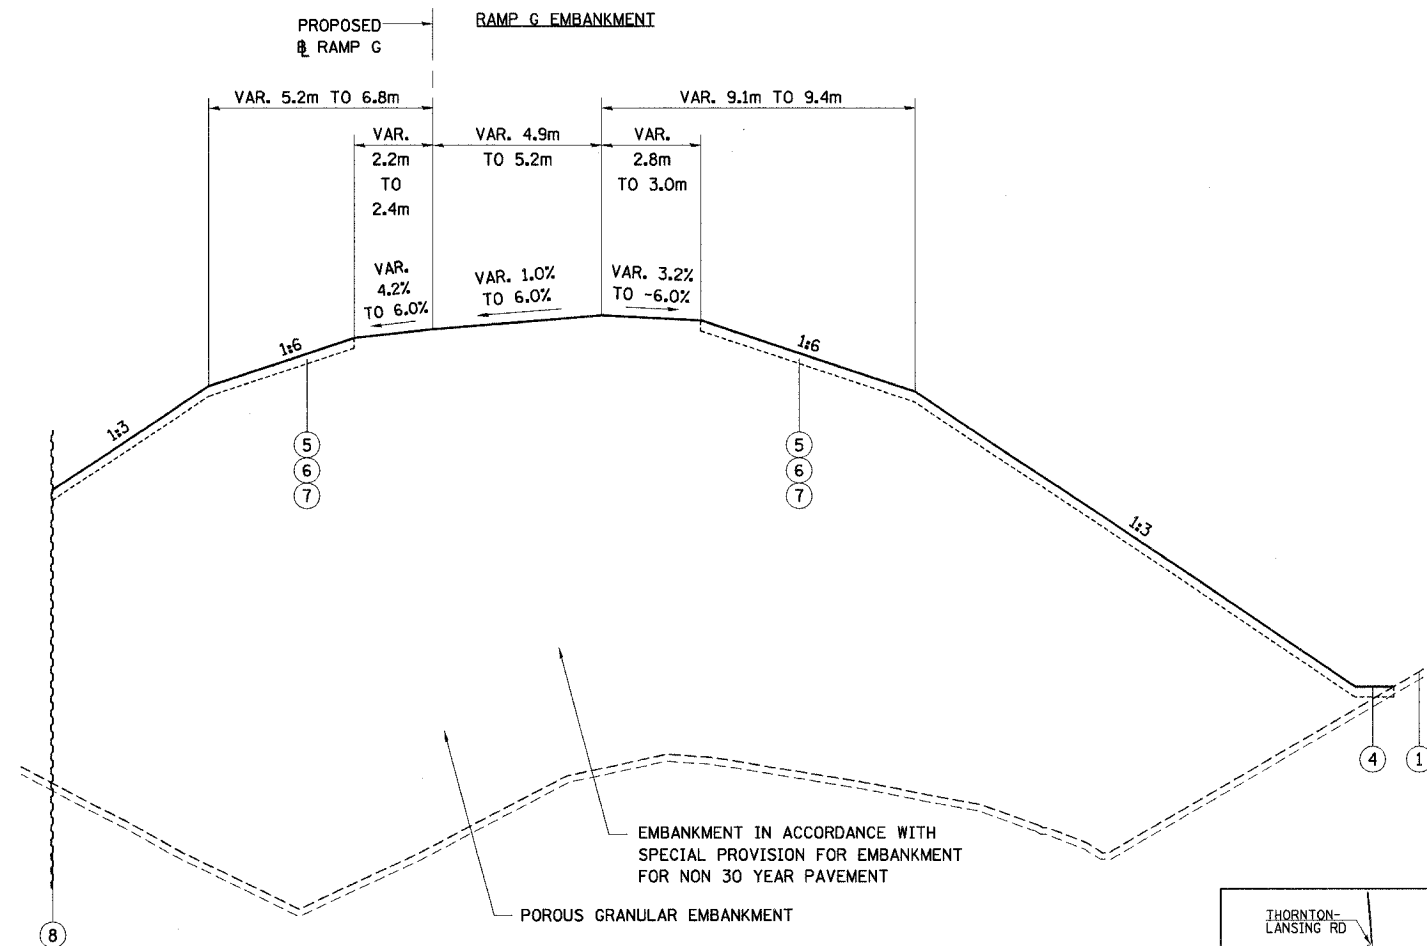 PROPOSED
℄ RAMP G
RAMP G EMBANKMENT
VAR. 5.2m TO 6.8m
VAR. 9.1m TO 9.4m
VAR.
2.2m
TO
2.4m
VAR. 4.9m
TO 5.2m
VAR.
2.8m
TO 3.0m
VAR.
4.2%
TO 6.0%
VAR. 1.0%
TO 6.0%
VAR. 3.2%
TO -6.0%
1:6
1:6
1:3
1:3
5
6
7
5
6
7
4
1
EMBANKMENT IN ACCORDANCE WITH
SPECIAL PROVISION FOR EMBANKMENT
FOR NON 30 YEAR PAVEMENT
POROUS GRANULAR EMBANKMENT
8
THORNTON-
LANSING RD